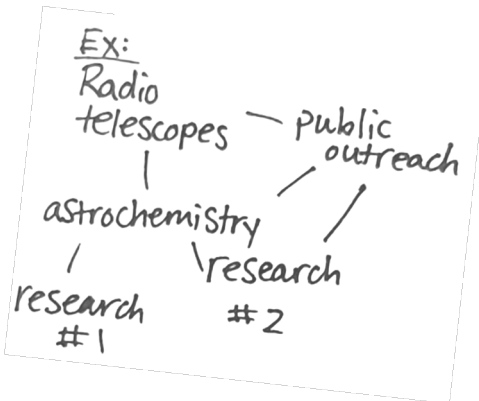 Ex:
Radio
telescopes
public
outreach
astrochemistry
research
#1
research
#2